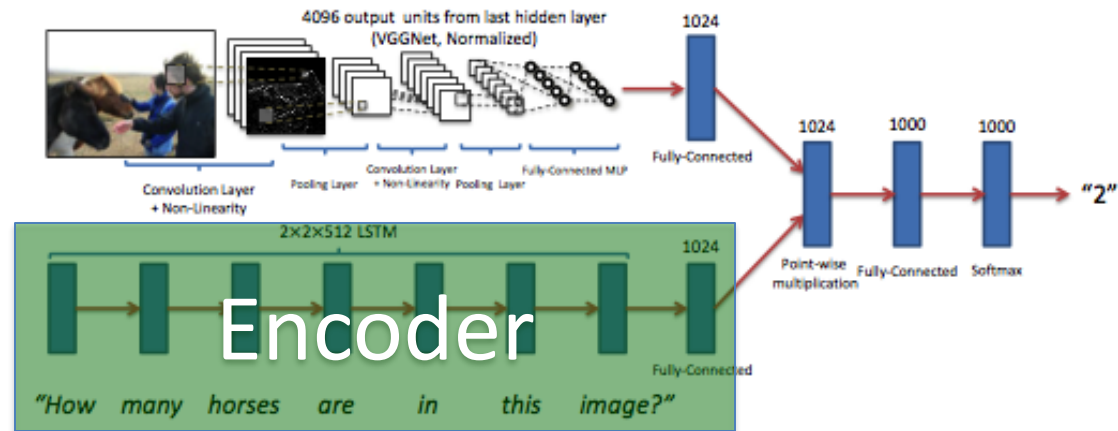 4096 output units from last hidden layer
(VGGNet, Normalized)
1024
Fully-Connected
Convolution Layer
+ Non-Linearity
Pooling Layer
Convolution Layer
+ Non-Linearity
Pooling Layer
Fully-Connected MLP
2×2×512 LSTM
1024
Fully-Connected
Encoder
“How many horses are in this image?”
1024
Point-wise
multiplication
1000
Fully-Connected
1000
Softmax
“2”